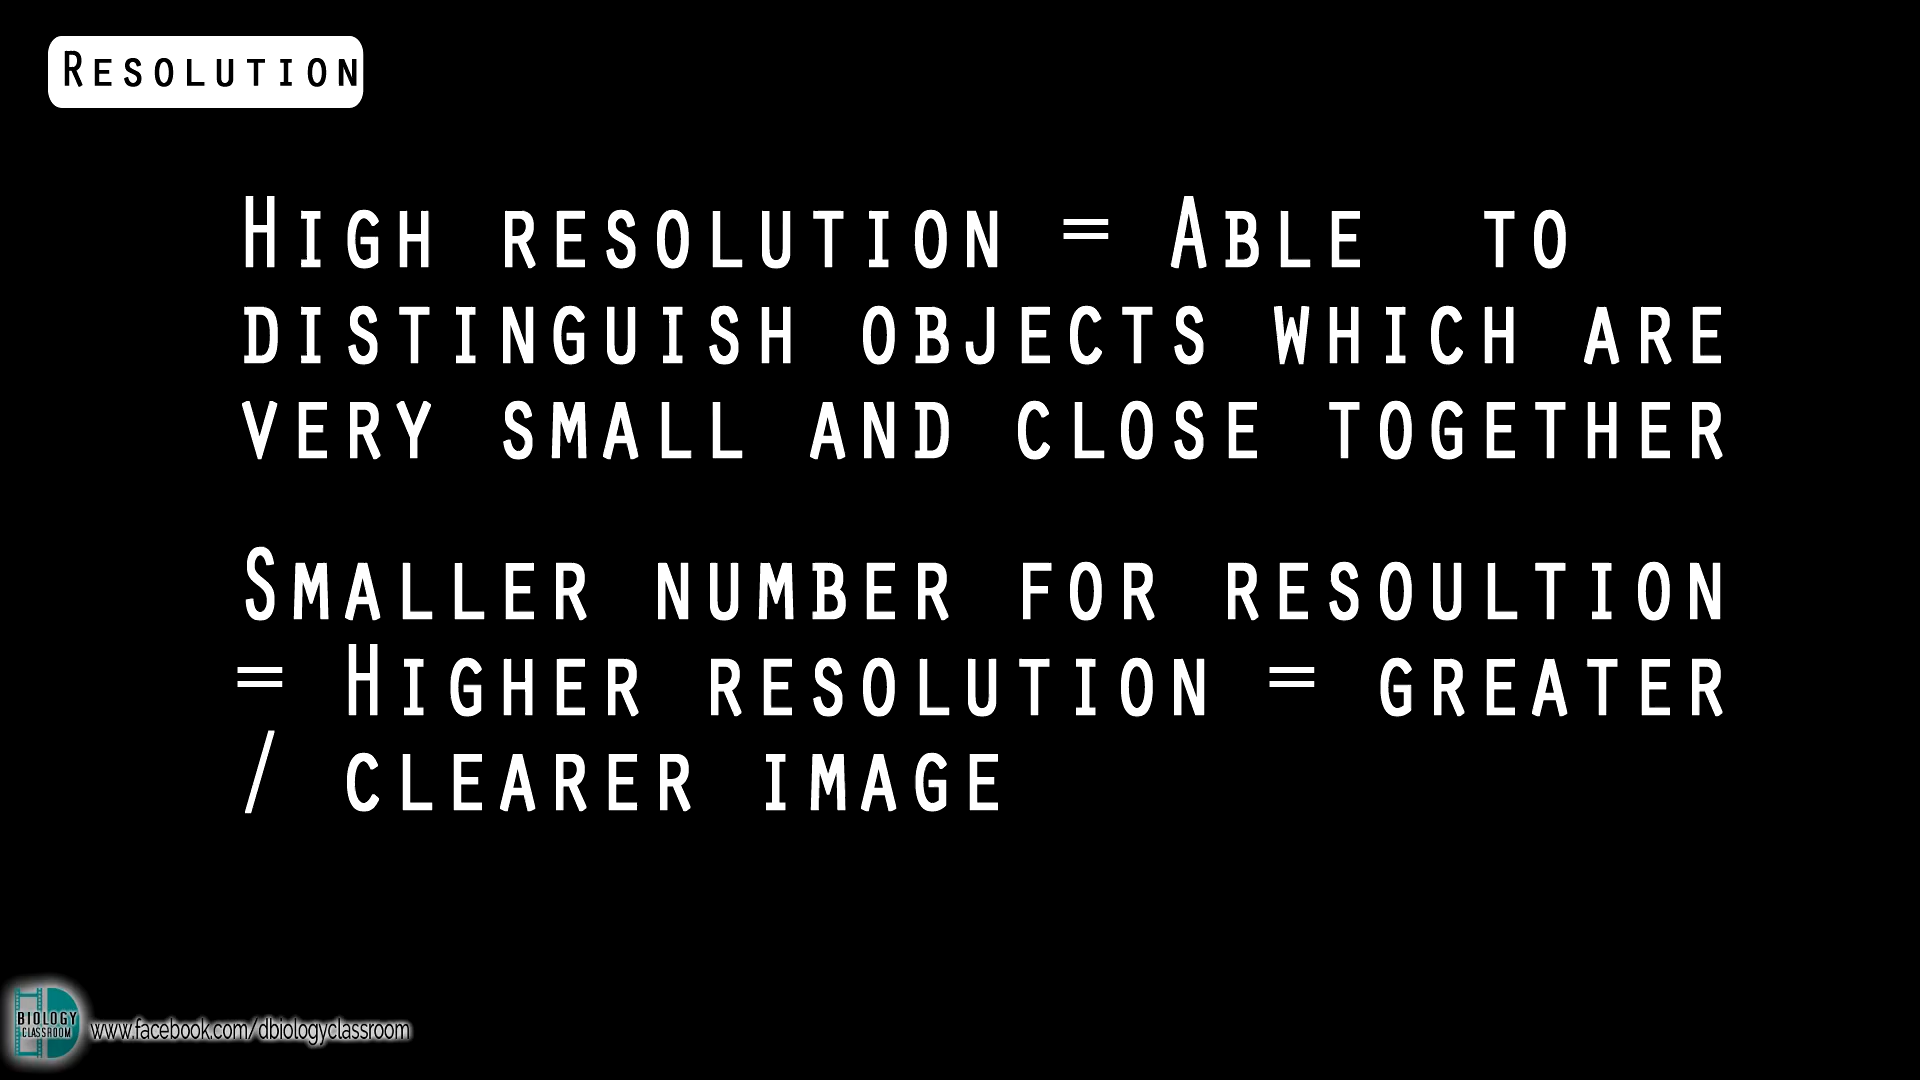 Resolution
High resolution = Able to
distinguish objects which are
very small and close together
Smaller number for resoultion
= Higher resolution = greater
/ clearer image
BIOLOGY
CLASSROOM
www.facebook.com/dbiologyclassroom